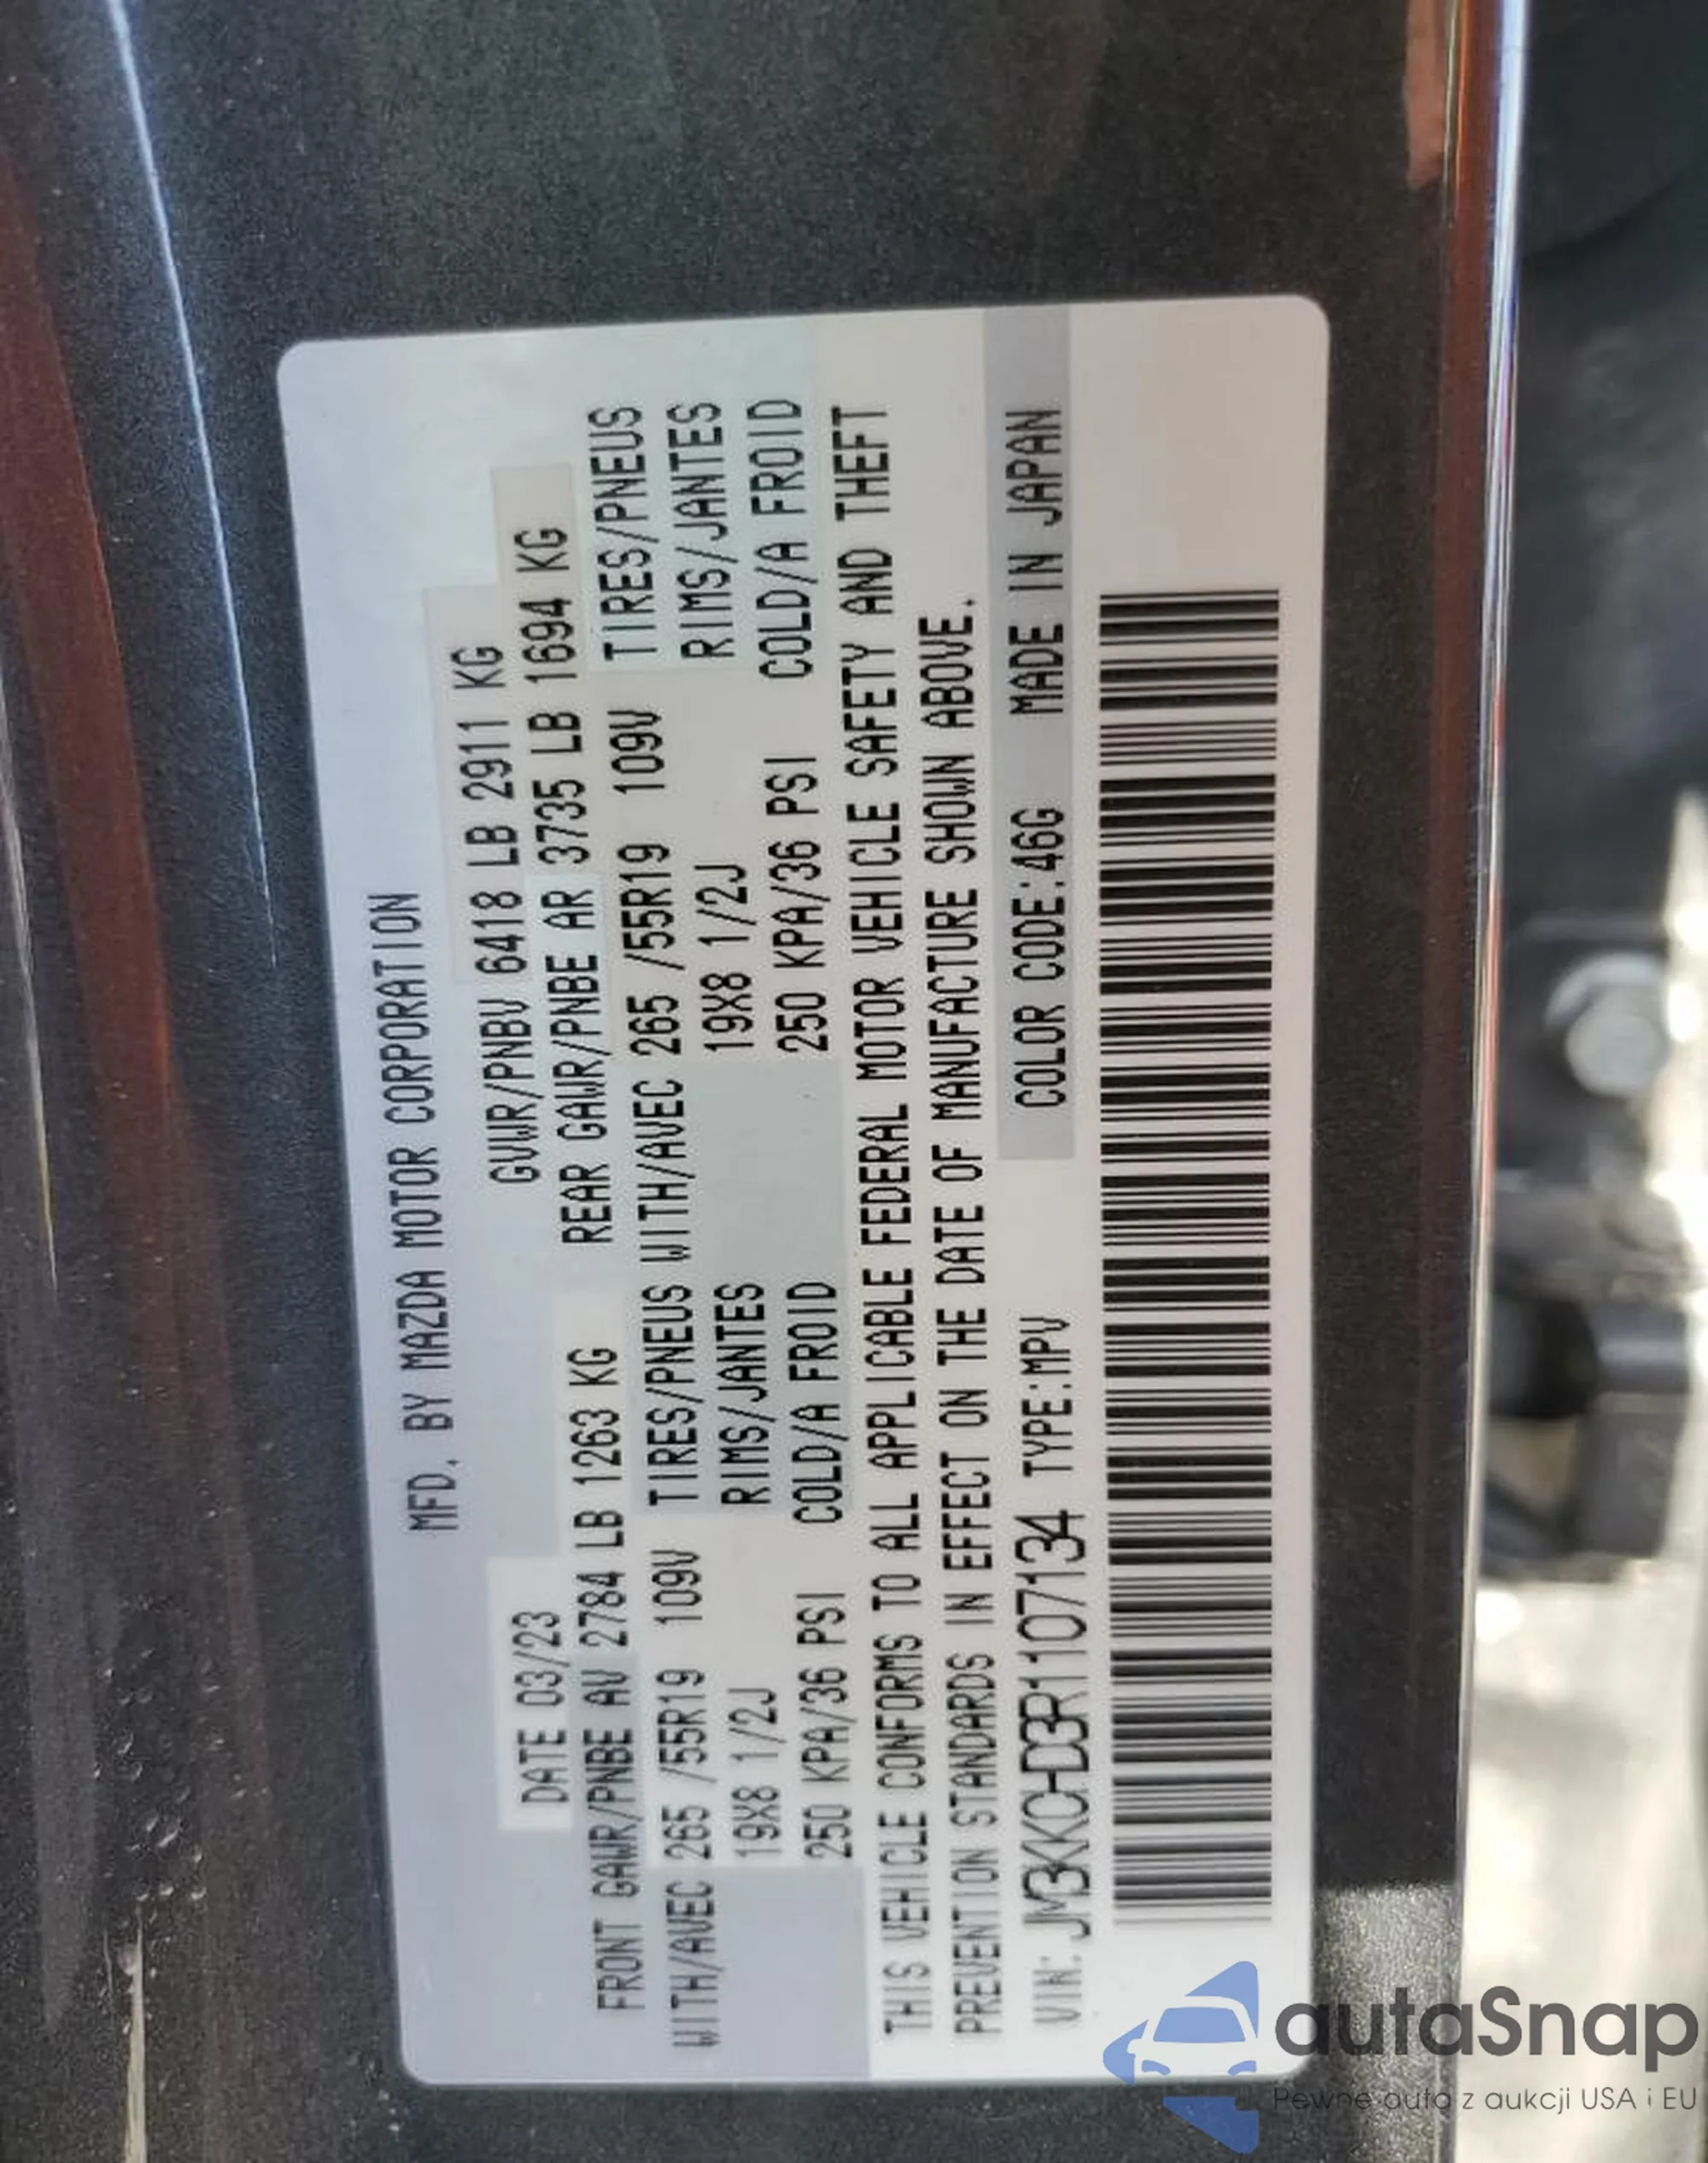 MFD. BY MAZDA MOTOR CORPORATION
DATE 03/23 GVWR/PNBV 6418 LB 2911 KG
FRONT GAWR/PNBE AV 2784 LB 1263 KG REAR GAWR/PNBE AR 3735 LB 1694 KG
WITH/AVEC 265 /55R19 109V TIRES/PNEUS WITH/AVEC 265 /55R19 109V TIRES/PNEUS
19X8 1/2J RIMS/JANTES 19X8 1/2J RIMS/JANTES
250 KPA/36 PSI COLD/A FROID 250 KPA/36 PSI COLD/A FROID
THIS VEHICLE CONFORMS TO ALL APPLICABLE FEDERAL MOTOR VEHICLE SAFETY AND THEFT
PREVENTION STANDARDS IN EFFECT ON THE DATE OF MANUFACTURE SHOWN ABOVE.
VIN: JM3KKCHD3R1107134 TYPE:MPV COLOR CODE:46G MADE IN JAPAN
autaSnap
Pewne auta z aukcji USA i EU